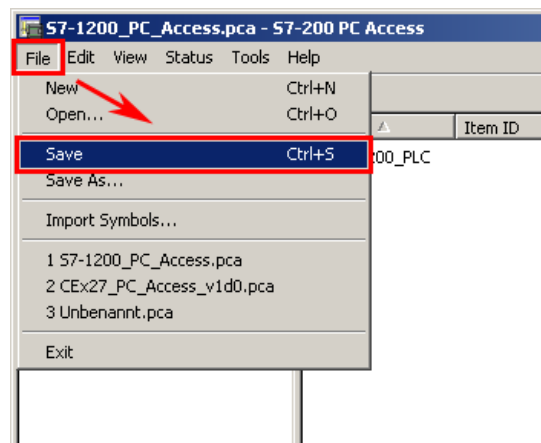 S7-1200_PC_Access.pca - S7-200 PC Access
File Edit View Status Tools Help
New Ctrl+N
Open... Ctrl+O
Item ID
Save Ctrl+S
00_PLC
Save As...
Import Symbols...
1 S7-1200_PC_Access.pca
2 CEx27_PC_Access_v1d0.pca
3 Unbenannt.pca
Exit